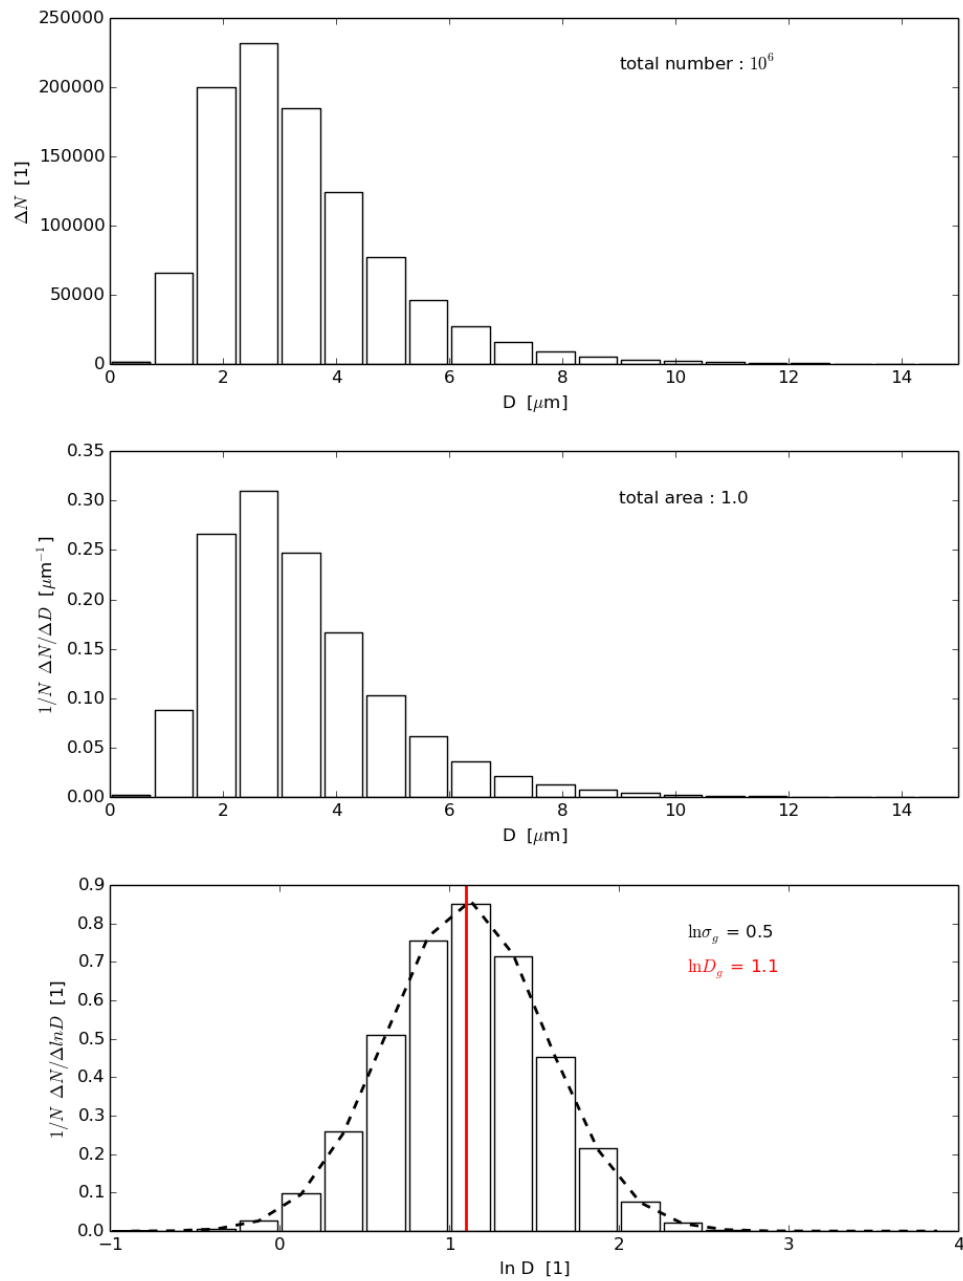 250000
200000
150000
100000
50000
0
ΔN [1]
total number : 10⁶
0 2 4 6 8 10 12 14
D [μm]
0.35
0.30
0.25
0.20
0.15
0.10
0.05
0.00
1/N ΔN/ΔD [μm⁻¹]
total area : 1.0
0 2 4 6 8 10 12 14
D [μm]
0.9
0.8
0.7
0.6
0.5
0.4
0.3
0.2
0.1
0.0
1/N ΔN/ΔlnD [1]
lnσ_g = 0.5
lnD_g = 1.1
−1 0 1 2 3 4
ln D [1]